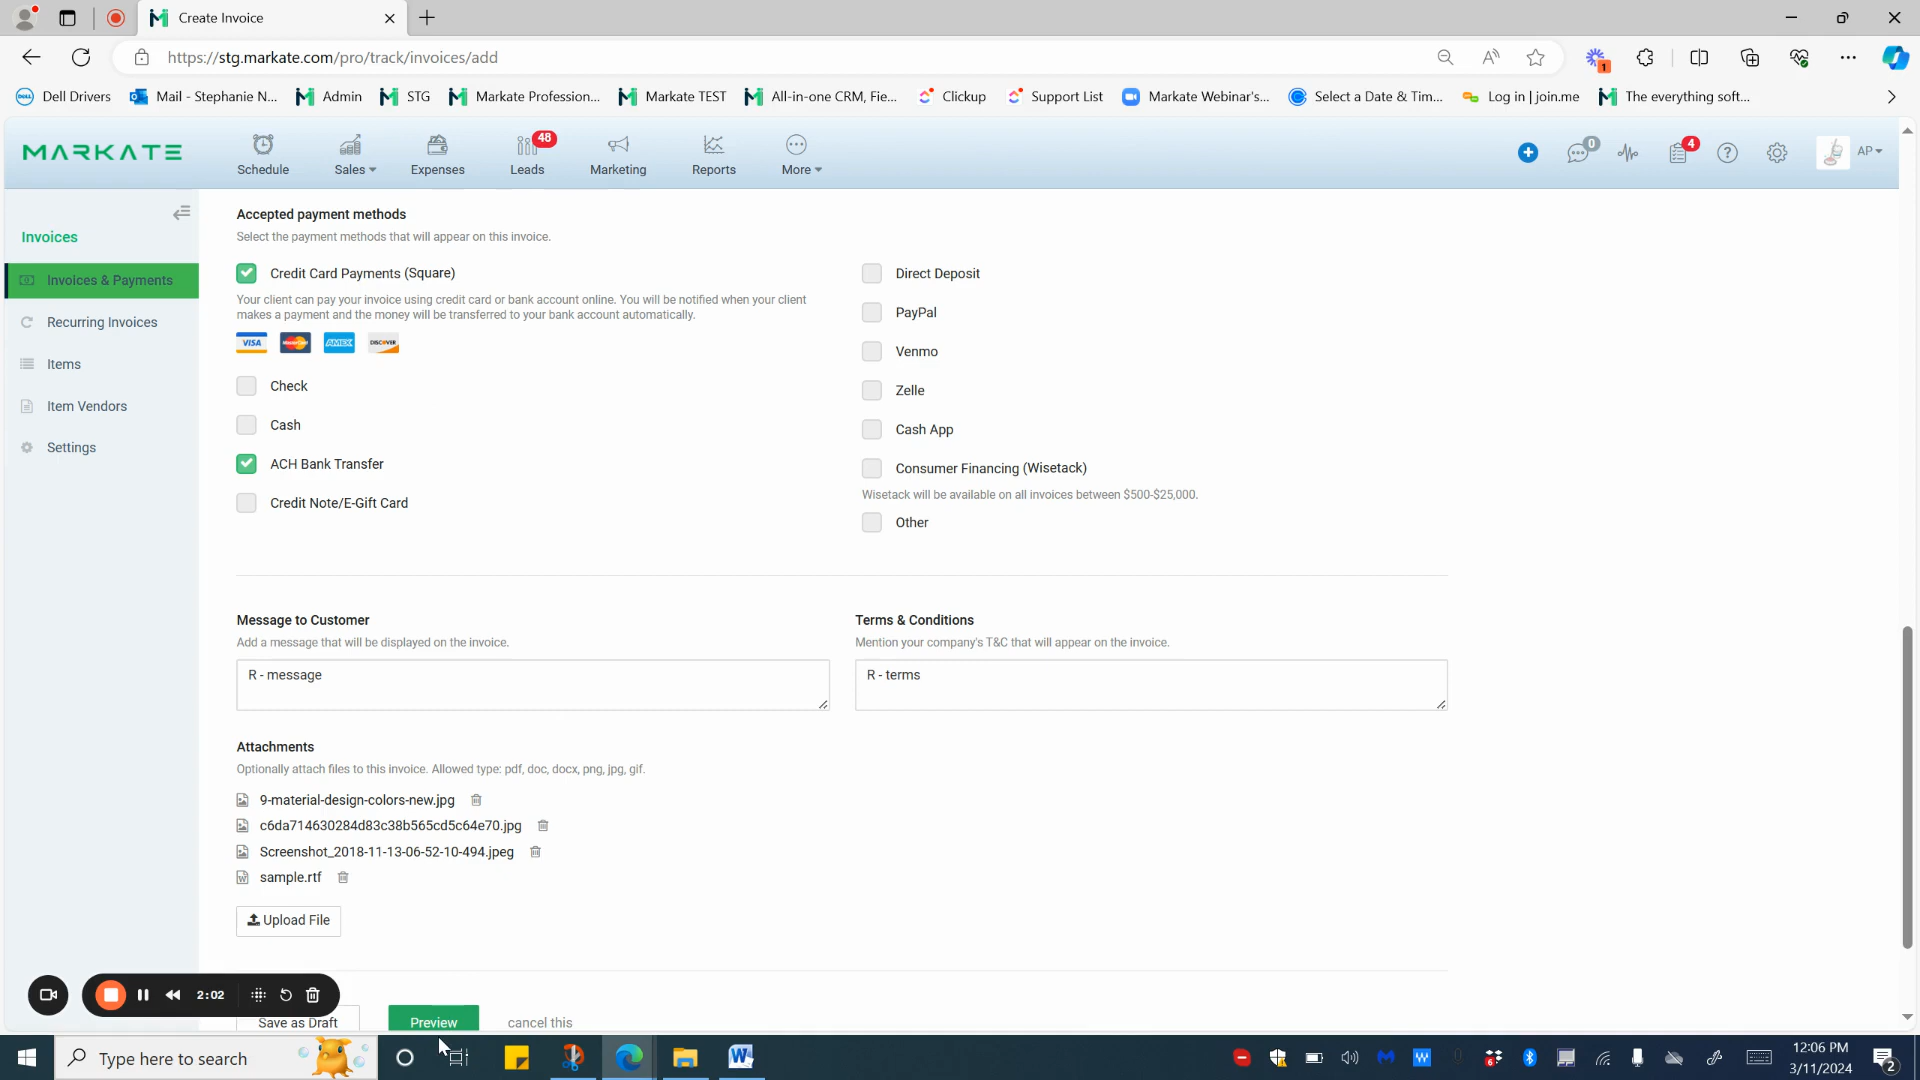 Create Invoice
https://stg.markate.com/pro/track/invoices/add
1
Dell Drivers
Mail - Stephanie N...
Admin
STG
Markate Profession...
Markate TEST
All-in-one CRM, Fie...
Clickup
Support List
Markate Webinar's...
Select a Date & Tim...
Log in | join.me
The everything soft...
MARKATE
Schedule
Sales
Expenses
48
Leads
Marketing
Reports
More
0
4
AP
Invoices
Invoices & Payments
Recurring Invoices
Items
Item Vendors
Settings
Accepted payment methods
Select the payment methods that will appear on this invoice.
Credit Card Payments (Square)
Your client can pay your invoice using credit card or bank account online. You will be notified when your client
makes a payment and the money will be transferred to your bank account automatically.
VISA
MasterCard
AMEX
DISCOVER
Check
Cash
ACH Bank Transfer
Credit Note/E-Gift Card
Direct Deposit
PayPal
Venmo
Zelle
Cash App
Consumer Financing (Wisetack)
Wisetack will be available on all invoices between $500-$25,000.
Other
Message to Customer
Add a message that will be displayed on the invoice.
R - message
Terms & Conditions
Mention your company's T&C that will appear on the invoice.
R - terms
Attachments
Optionally attach files to this invoice. Allowed type: pdf, doc, docx, png, jpg, gif.
9-material-design-colors-new.jpg
c6da714630284d83c38b565cd5c64e70.jpg
Screenshot_2018-11-13-06-52-10-494.jpeg
sample.rtf
Upload File
2:02
Save as Draft
Preview
cancel this
Type here to search
12:06 PM
3/11/2024
2